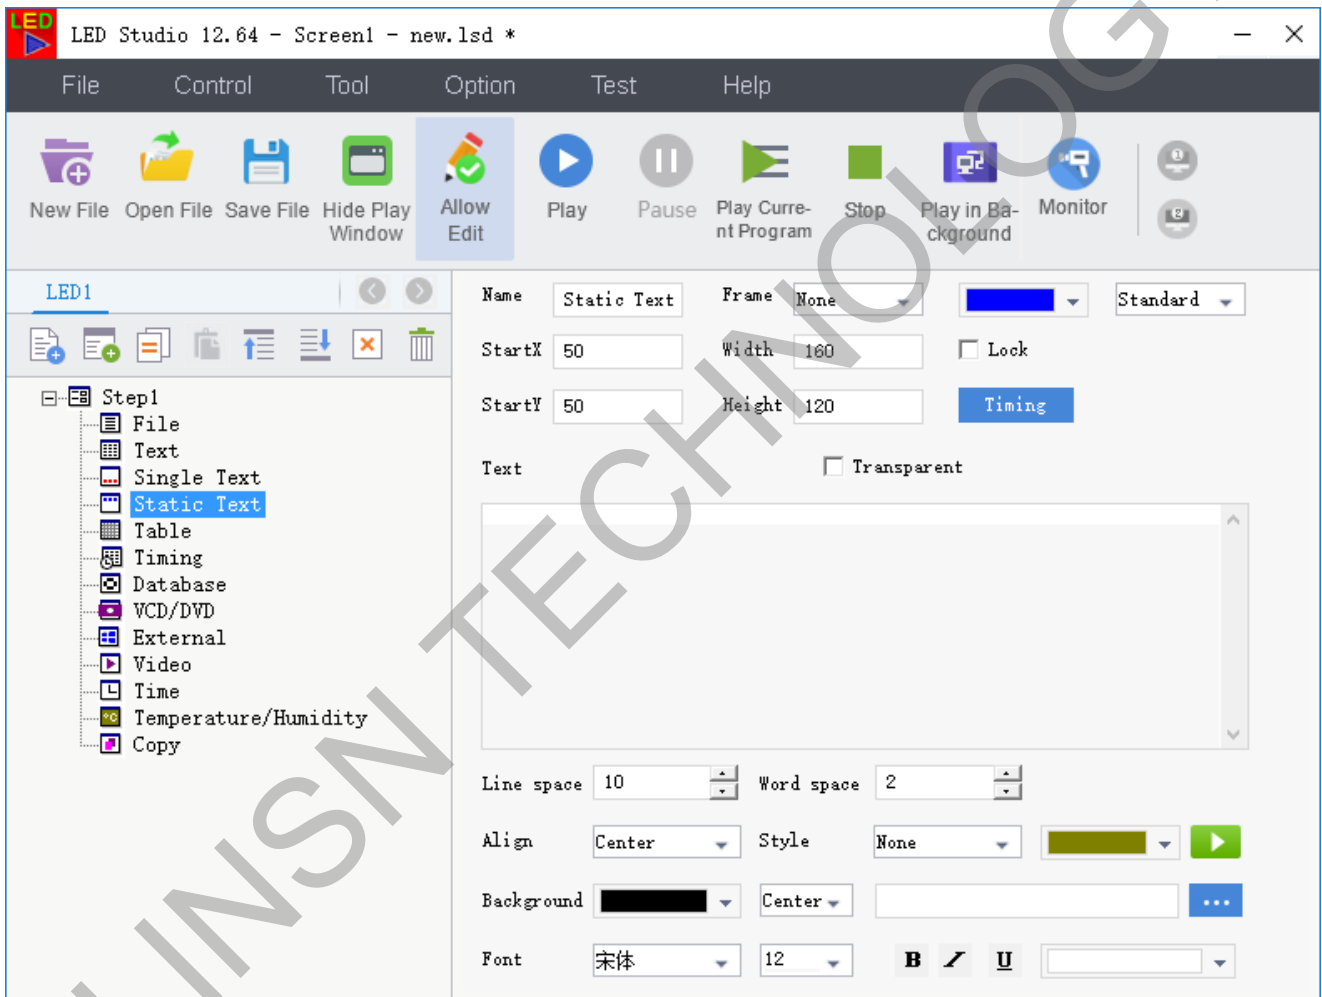 LED
LED Studio 12.64 - Screen1 - new.lsd *
File Control Tool Option Test Help
New File Open File Save File Hide Play Window Allow Edit Play Pause Play Curre-nt Program Stop Play in Ba-ckground Monitor
1
2
LED1
Name Static Text Frame None Standard
StartX 50 Width 160 Lock
StartY 50 Height 120 Timing
Step1
File
Text
Single Text
Static Text
Table
Timing
Database
VCD/DVD
External
Video
Time
°C Temperature/Humidity
Copy
Text Transparent
Line space 10 Word space 2
Align Center Style None
Background Center ...
Font 宋体 12 B I U
LINSN TECHNOLOG